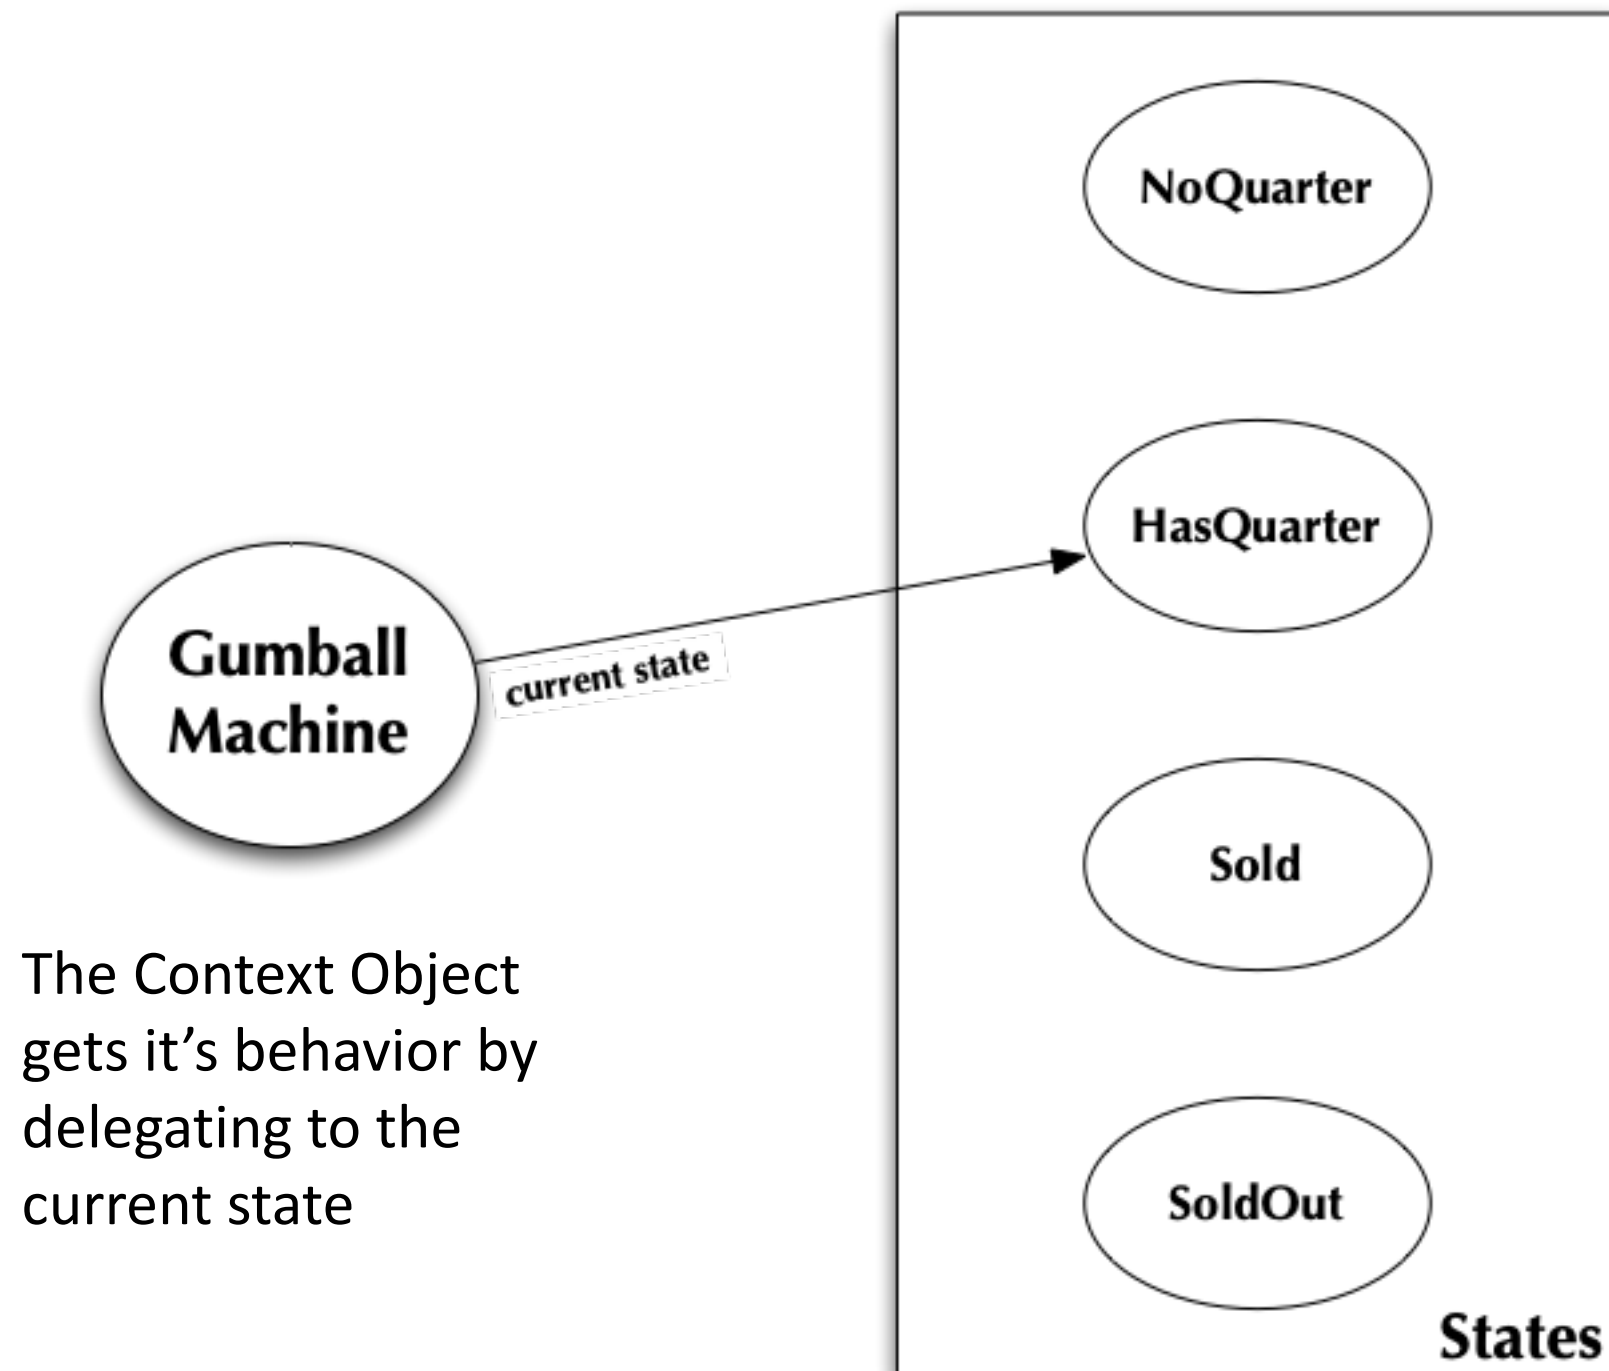 NoQuarter
HasQuarter
Gumball
Machine
current state
Sold
The Context Object
gets it’s behavior by
delegating to the
current state
SoldOut
States